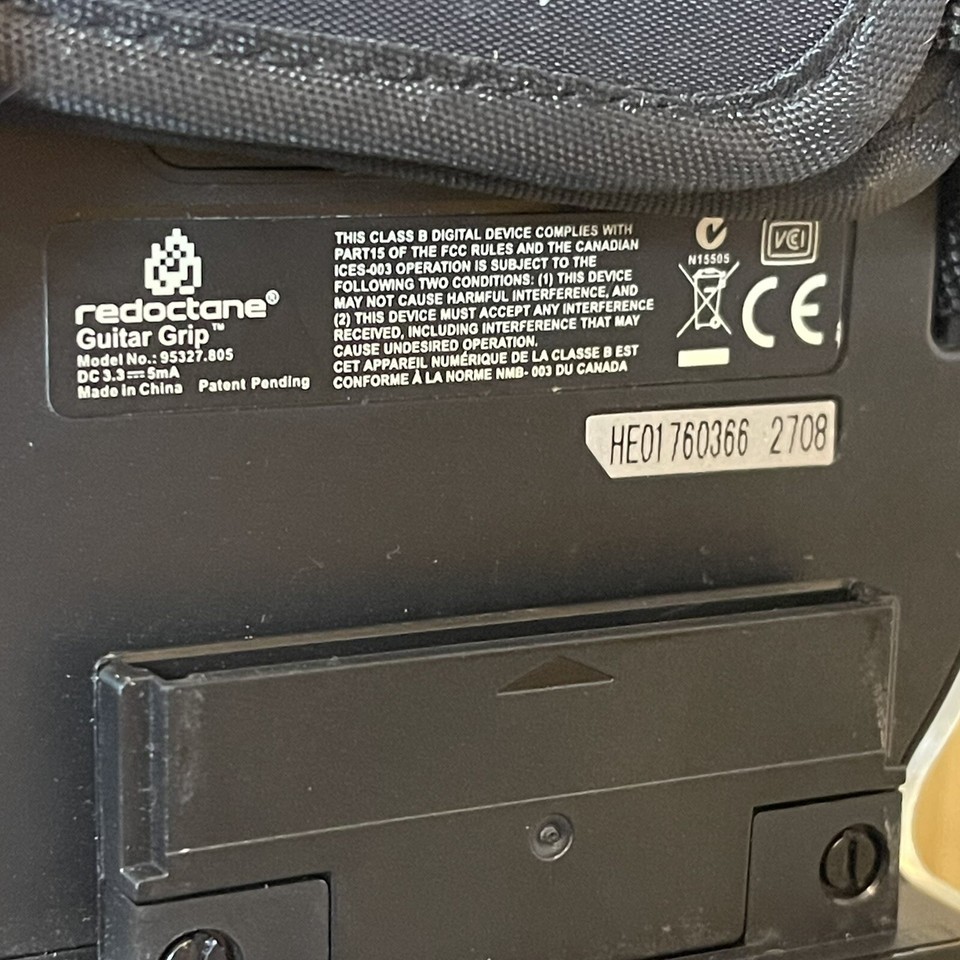 redoctane®
Guitar Grip™
Model No.: 95327.805
DC 3.3⎓5mA
Made in China Patent Pending
THIS CLASS B DIGITAL DEVICE COMPLIES WITH
PART15 OF THE FCC RULES AND THE CANADIAN
ICES-003 OPERATION IS SUBJECT TO THE
FOLLOWING TWO CONDITIONS: (1) THIS DEVICE
MAY NOT CAUSE HARMFUL INTERFERENCE, AND
(2) THIS DEVICE MUST ACCEPT ANY INTERFERENCE
RECEIVED, INCLUDING INTERFERENCE THAT MAY
CAUSE UNDESIRED OPERATION.
CET APPAREIL NUMÉRIQUE DE LA CLASSE B EST
CONFORME À LA NORME NMB- 003 DU CANADA
N15505
VCI
CE
HE01760366 2708